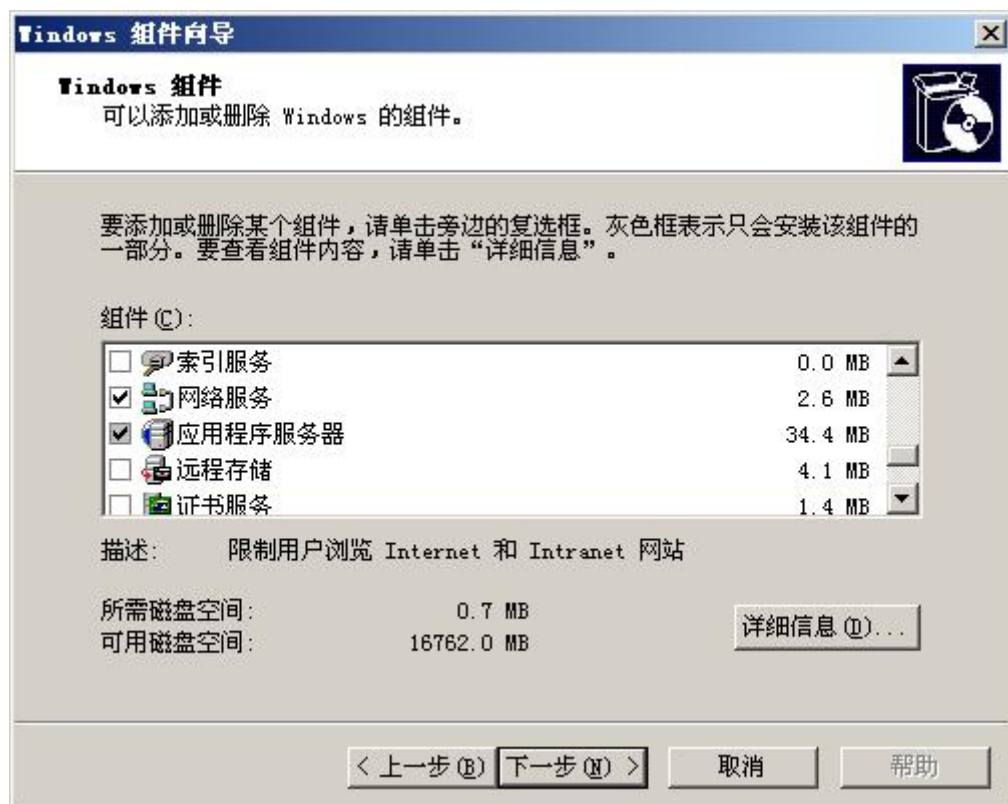 Windows 组件向导
Windows 组件
可以添加或删除 Windows 的组件。
要添加或删除某个组件，请单击旁边的复选框。灰色框表示只会安装该组件的
一部分。要查看组件内容，请单击“详细信息”。
组件(C):
索引服务 0.0 MB
网络服务 2.6 MB
应用程序服务器 34.4 MB
远程存储 4.1 MB
证书服务 1.4 MB
描述: 限制用户浏览 Internet 和 Intranet 网站
所需磁盘空间: 0.7 MB
可用磁盘空间: 16762.0 MB
详细信息(D)...
< 上一步(B) 下一步(N) > 取消 帮助